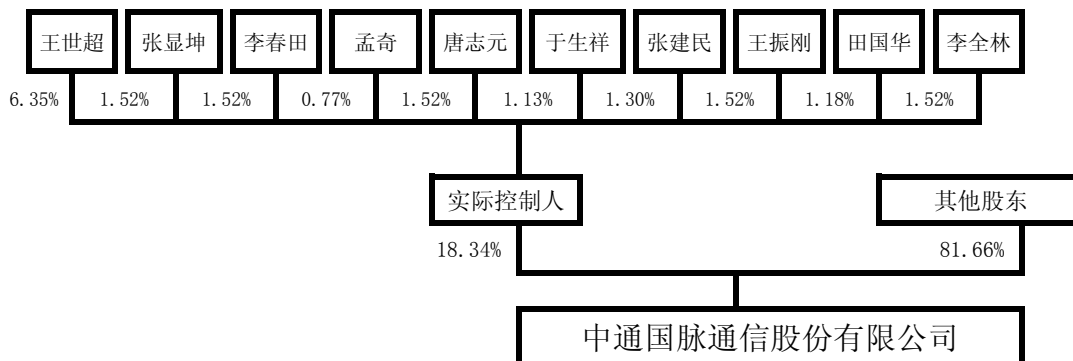 王世超 张显坤 李春田 孟奇 唐志元 于生祥 张建民 王振刚 田国华 李全林
6.35% 1.52% 1.52% 0.77% 1.52% 1.13% 1.30% 1.52% 1.18% 1.52%
实际控制人 其他股东
18.34% 81.66%
中通国脉通信股份有限公司